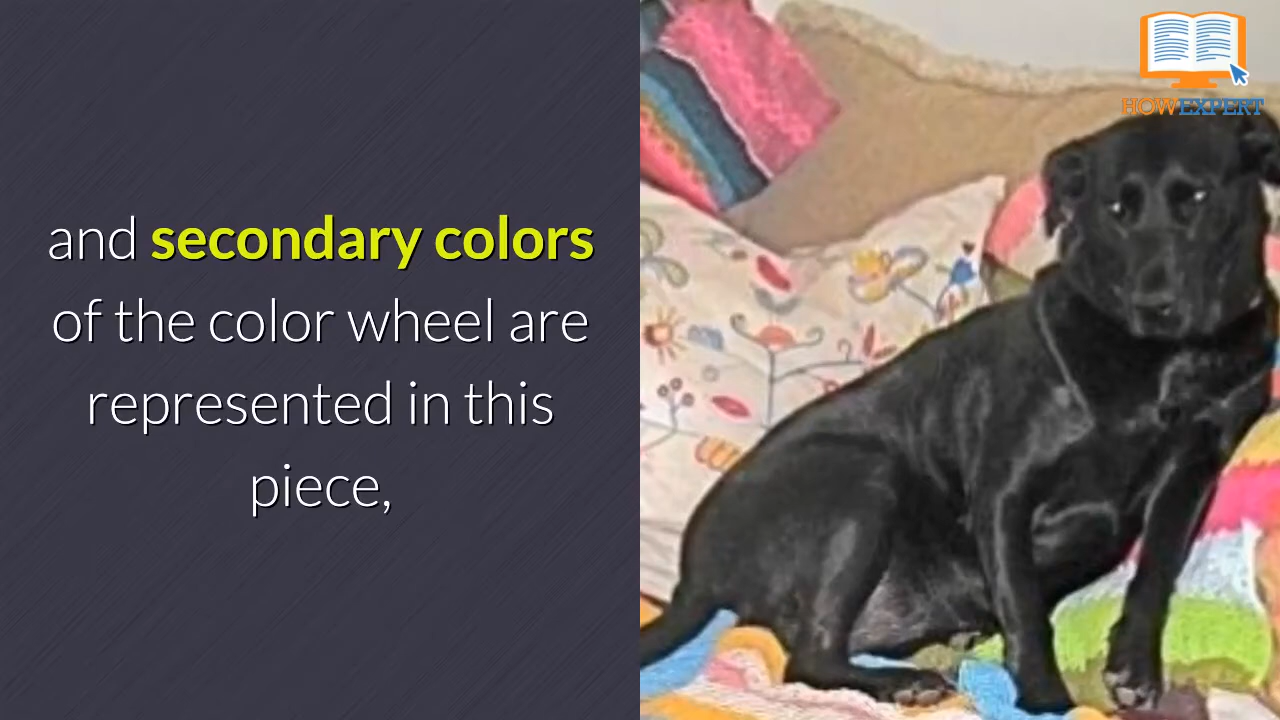 HOWEXPERT
and secondary colors
of the color wheel are
represented in this
piece,